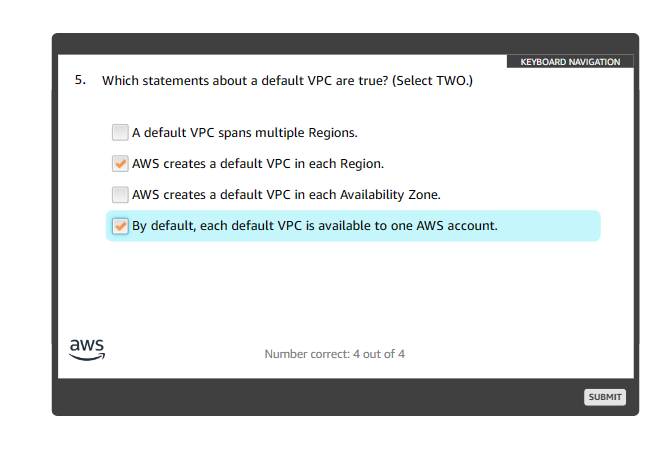 KEYBOARD NAVIGATION
5. Which statements about a default VPC are true? (Select TWO.)
A default VPC spans multiple Regions.
AWS creates a default VPC in each Region.
AWS creates a default VPC in each Availability Zone.
By default, each default VPC is available to one AWS account.
aws
Number correct: 4 out of 4
SUBMIT